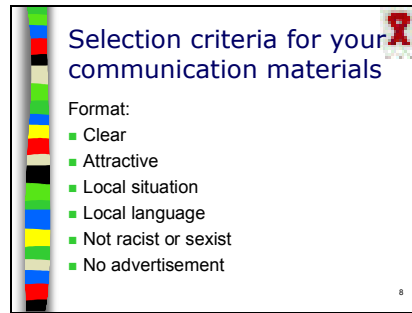 Selection criteria for your
communication materials
Format:
Clear
Attractive
Local situation
Local language
Not racist or sexist
No advertisement
8